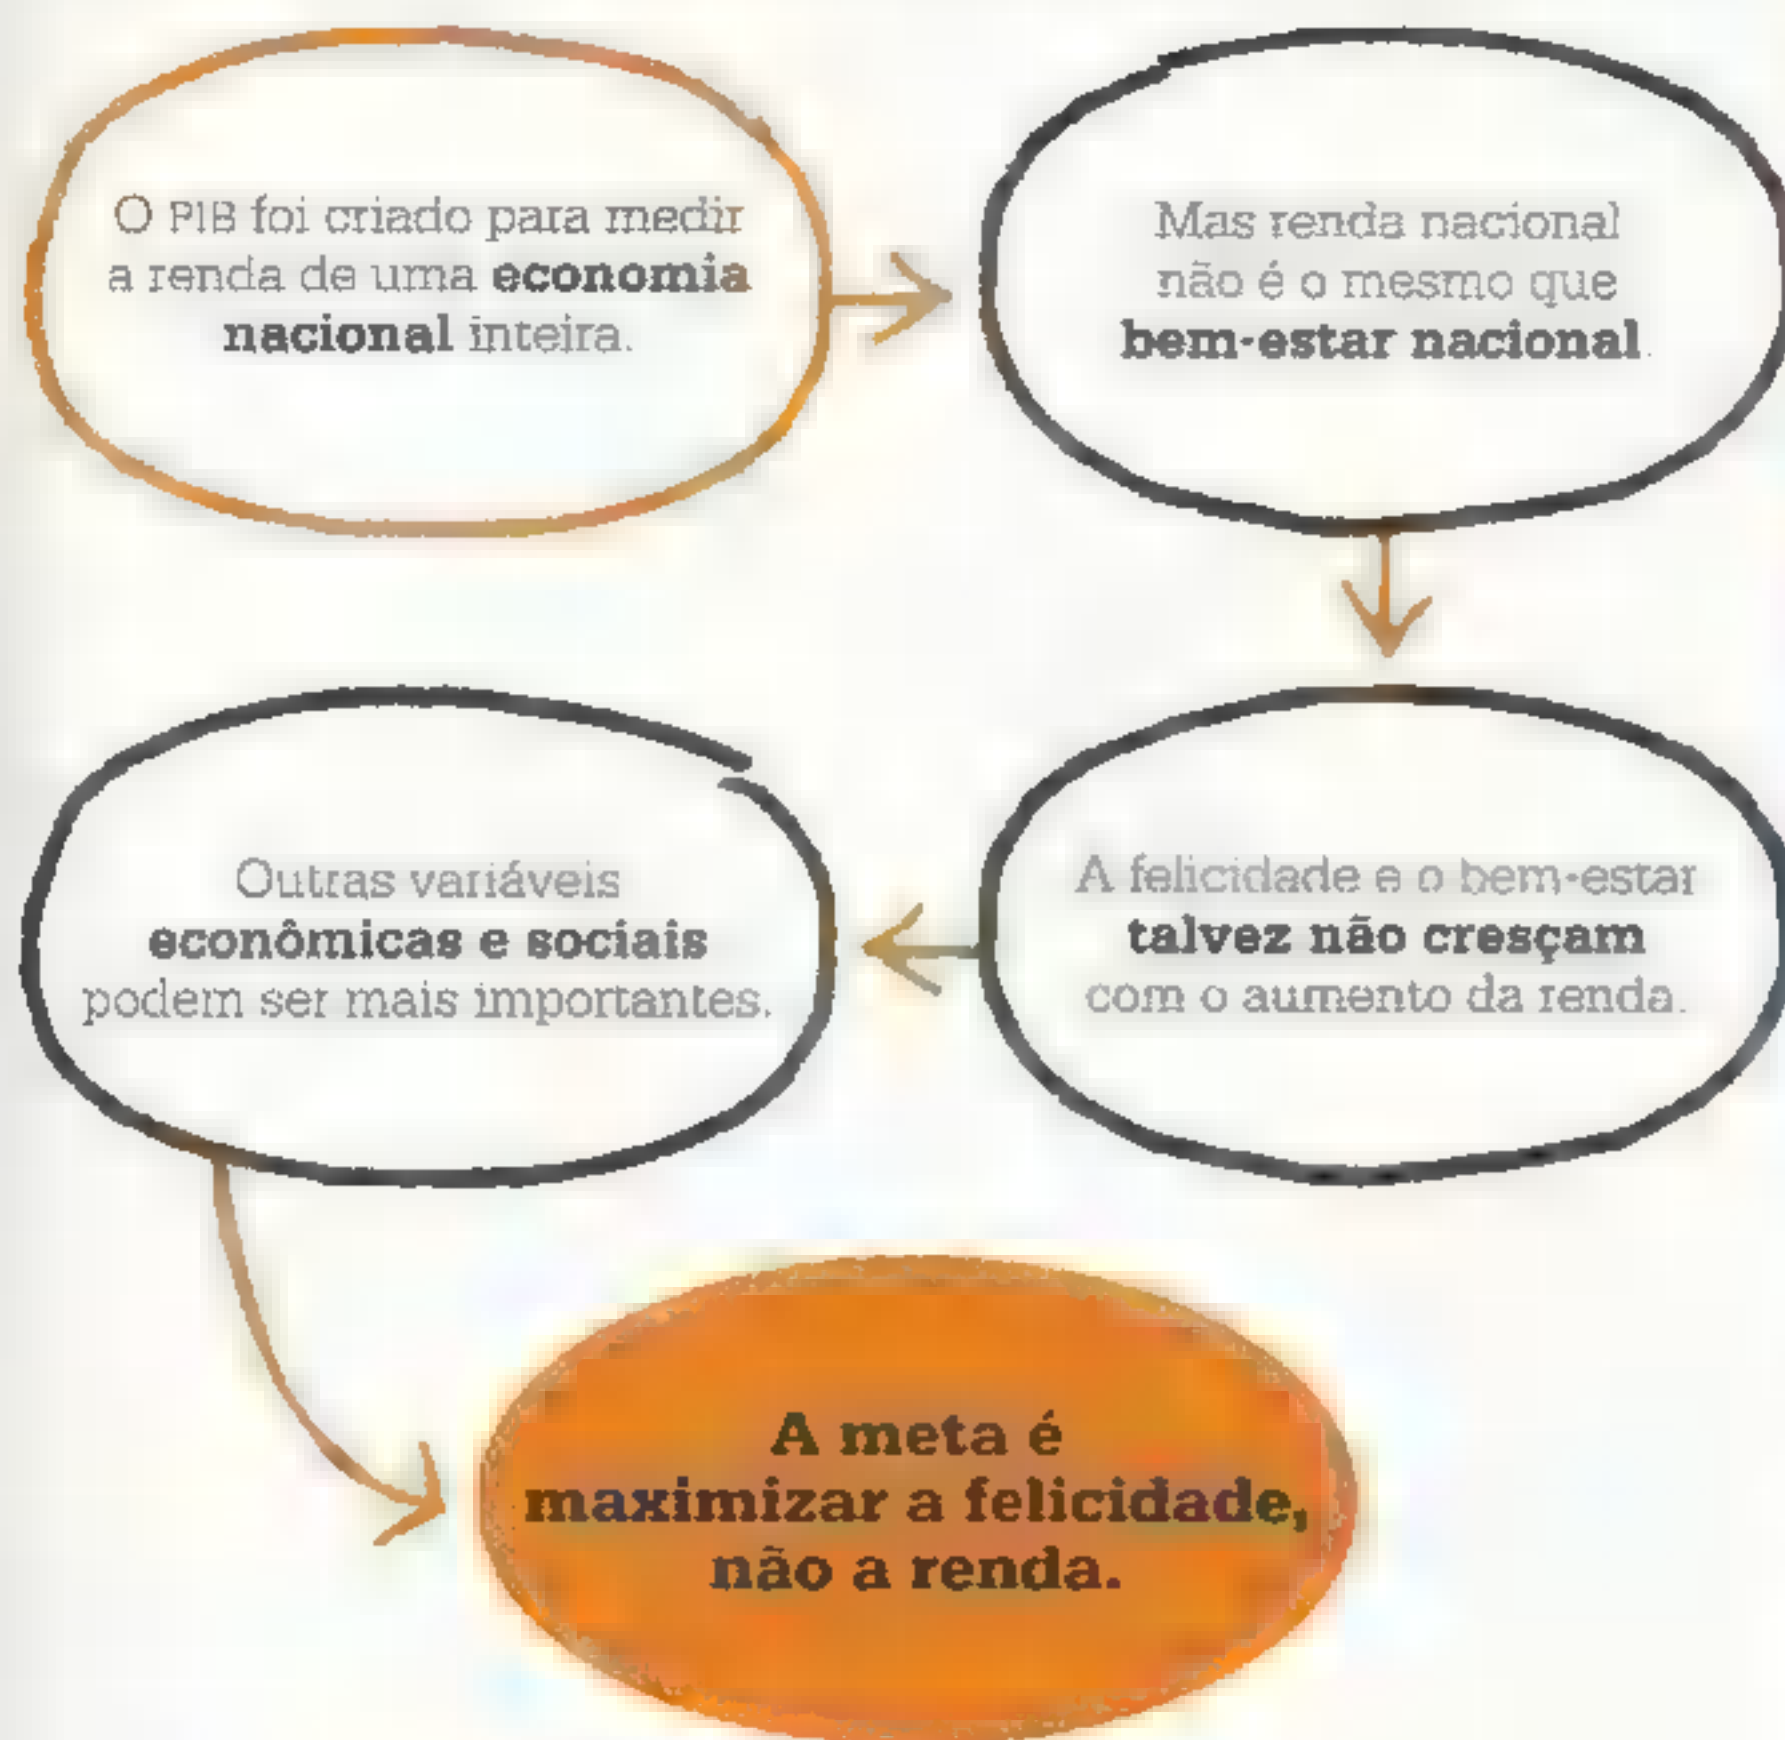 O PIB foi criado para medir
a renda de uma economia
nacional inteira.
Mas renda nacional
não é o mesmo que
bem-estar nacional.
A felicidade e o bem-estar
talvez não cresçam
com o aumento da renda.
Outras variáveis
econômicas e sociais
podem ser mais importantes.
A meta é
maximizar a felicidade,
não a renda.